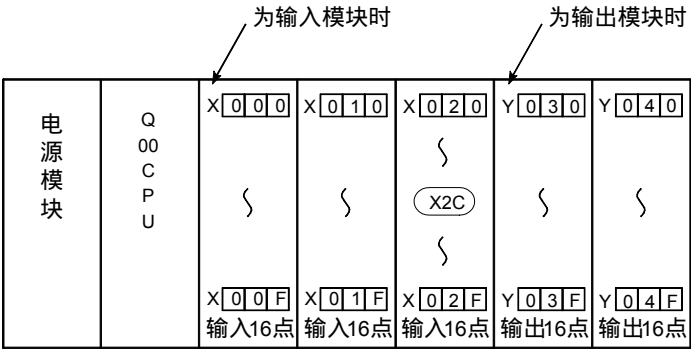 为输入模块时 为输出模块时
电源模块
Q00CPU
X000 X010 X020 Y030 Y040
X2C
X00F X01F X02F Y03F Y04F
输入16点 输入16点 输入16点 输出16点 输出16点